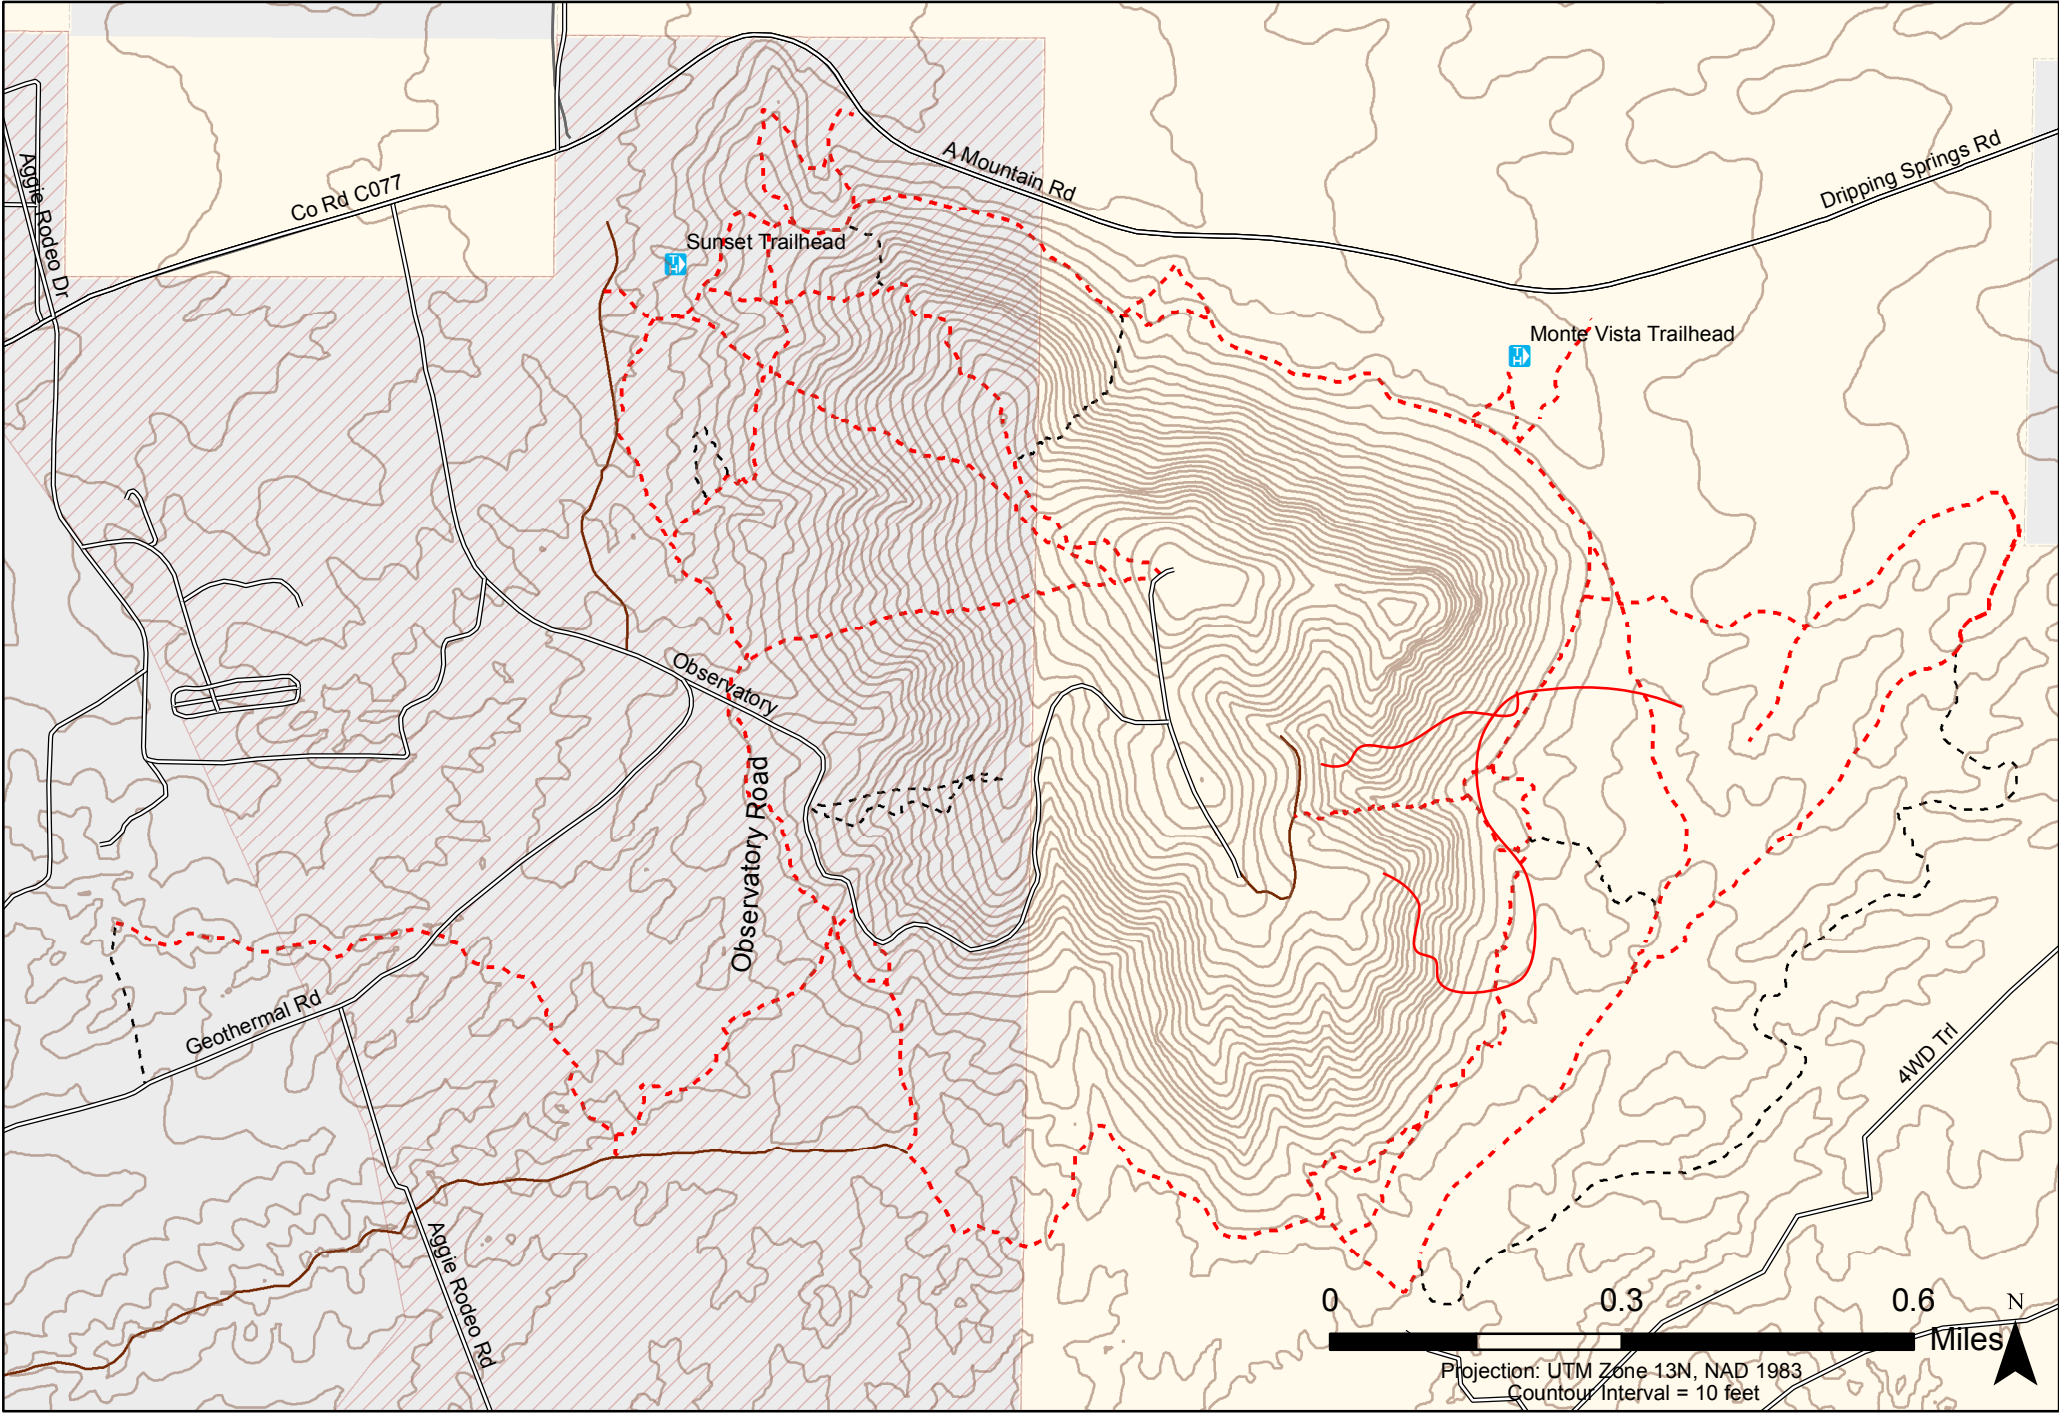 A Mountain Rd
Dripping Springs Rd
Aggie Rodeo Dr
Co Rd C077
Sunset Trailhead
TH
Monte Vista Trailhead
TH
Observatory
Observatory Road
Geothermal Rd
4WD Trl
Aggie Rodeo Rd
0 0.3 0.6
N
Miles
Projection: UTM Zone 13N, NAD 1983
Countour Interval = 10 feet